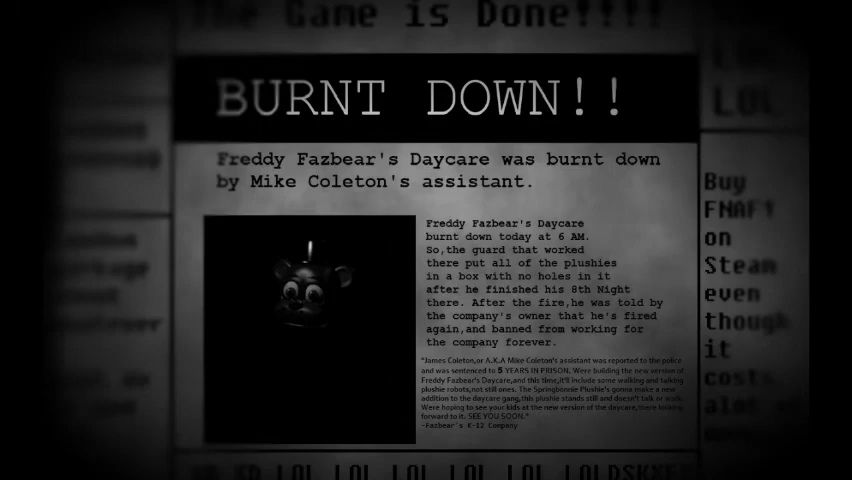 The Game is Done!!!!
BURNT DOWN!!
Freddy Fazbear's Daycare was burnt down
by Mike Coleton's assistant.
Freddy Fazbear's Daycare
burnt down today at 6 AM.
So,the guard that worked
there put all of the plushies
in a box with no holes in it
after he finished his 8th Night
there. After the fire,he was told by
the company's owner that he's fired
again,and banned from working for
the company forever.
"James Coleton,or A.K.A Mike Coleton's assistant was reported to the police
and was sentenced to 5 YEARS IN PRISON. Were building the new version of
Freddy Fazbear's Daycare,and this time,it'll include some walking and talking
plushie robots,not still ones. The Springbonnie Plushie's gonna make a new
addition to the daycare gang,this plushie stands still and doesn't talk or walk.
Were hoping to see your kids at the new version of the daycare,there looking
forward to it. SEE YOU SOON."
-Fazbear's K-12 Company
LOL
LOL
Buy
FNAF1
on
Steam
even
though
it
costs
alot
LOL LOL LOL LOL